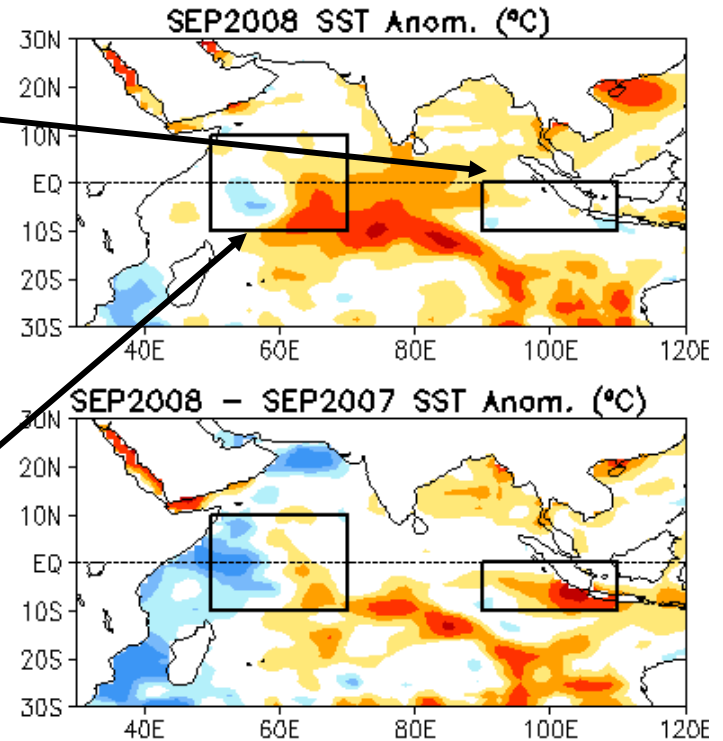 SEP2008 SST Anom. (°C)
30N
20N
10N
EQ
10S
20S
30S
40E 60E 80E 100E 120E
SEP2008 - SEP2007 SST Anom. (°C)
30N
20N
10N
EQ
10S
20S
30S
40E 60E 80E 100E 120E